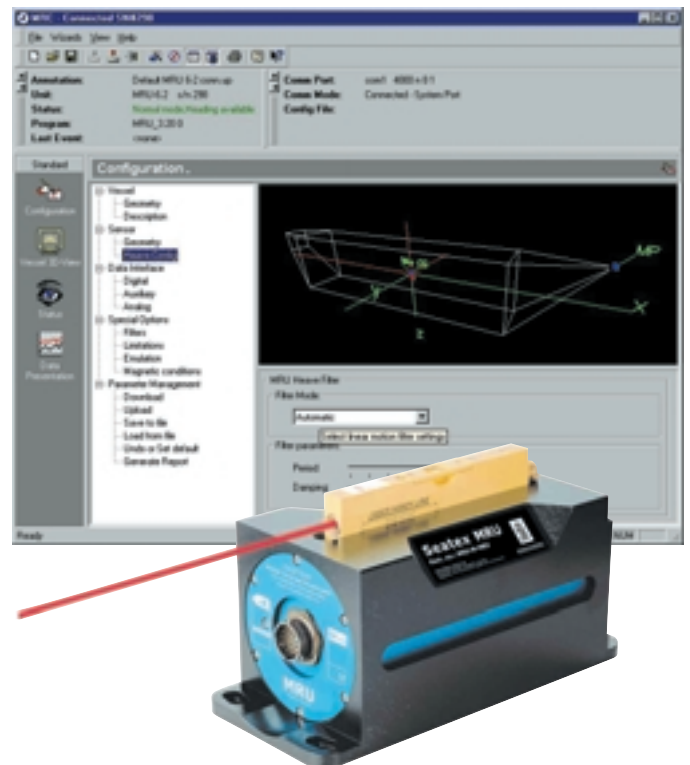 MRC - Connected SN#290
File Wizards View Help
Annotation: Default MRU 6.2 conn.up
Unit: MRU 6.2 s/n 290
Status: Normal mode/Heading available
Program: MRU_3.20.0
Last Event: <none>
Comm Port: com1
Comm Mode: Connected - System Port
Config File:
Standard
Configuration
Vessel 3D View
Status
Data Presentation
Configuration.
Vessel
Geometry
Description
Sensor
Geometry
Heave Config
Data Interface
Digital
Auxiliary
Analog
Special Options
Filters
Limitations
Emulation
Magnetic conditions
Parameter Management
Download
Upload
Save to file
Load from file
Undo or Set default
Generate Report
MP
X
Y
Z
MRU Heave Filter
Filter Mode:
Automatic
Select linear motion filter settings
Filter parameters
Period
Damping
Ready
NUM
Seatex MRU
MRU